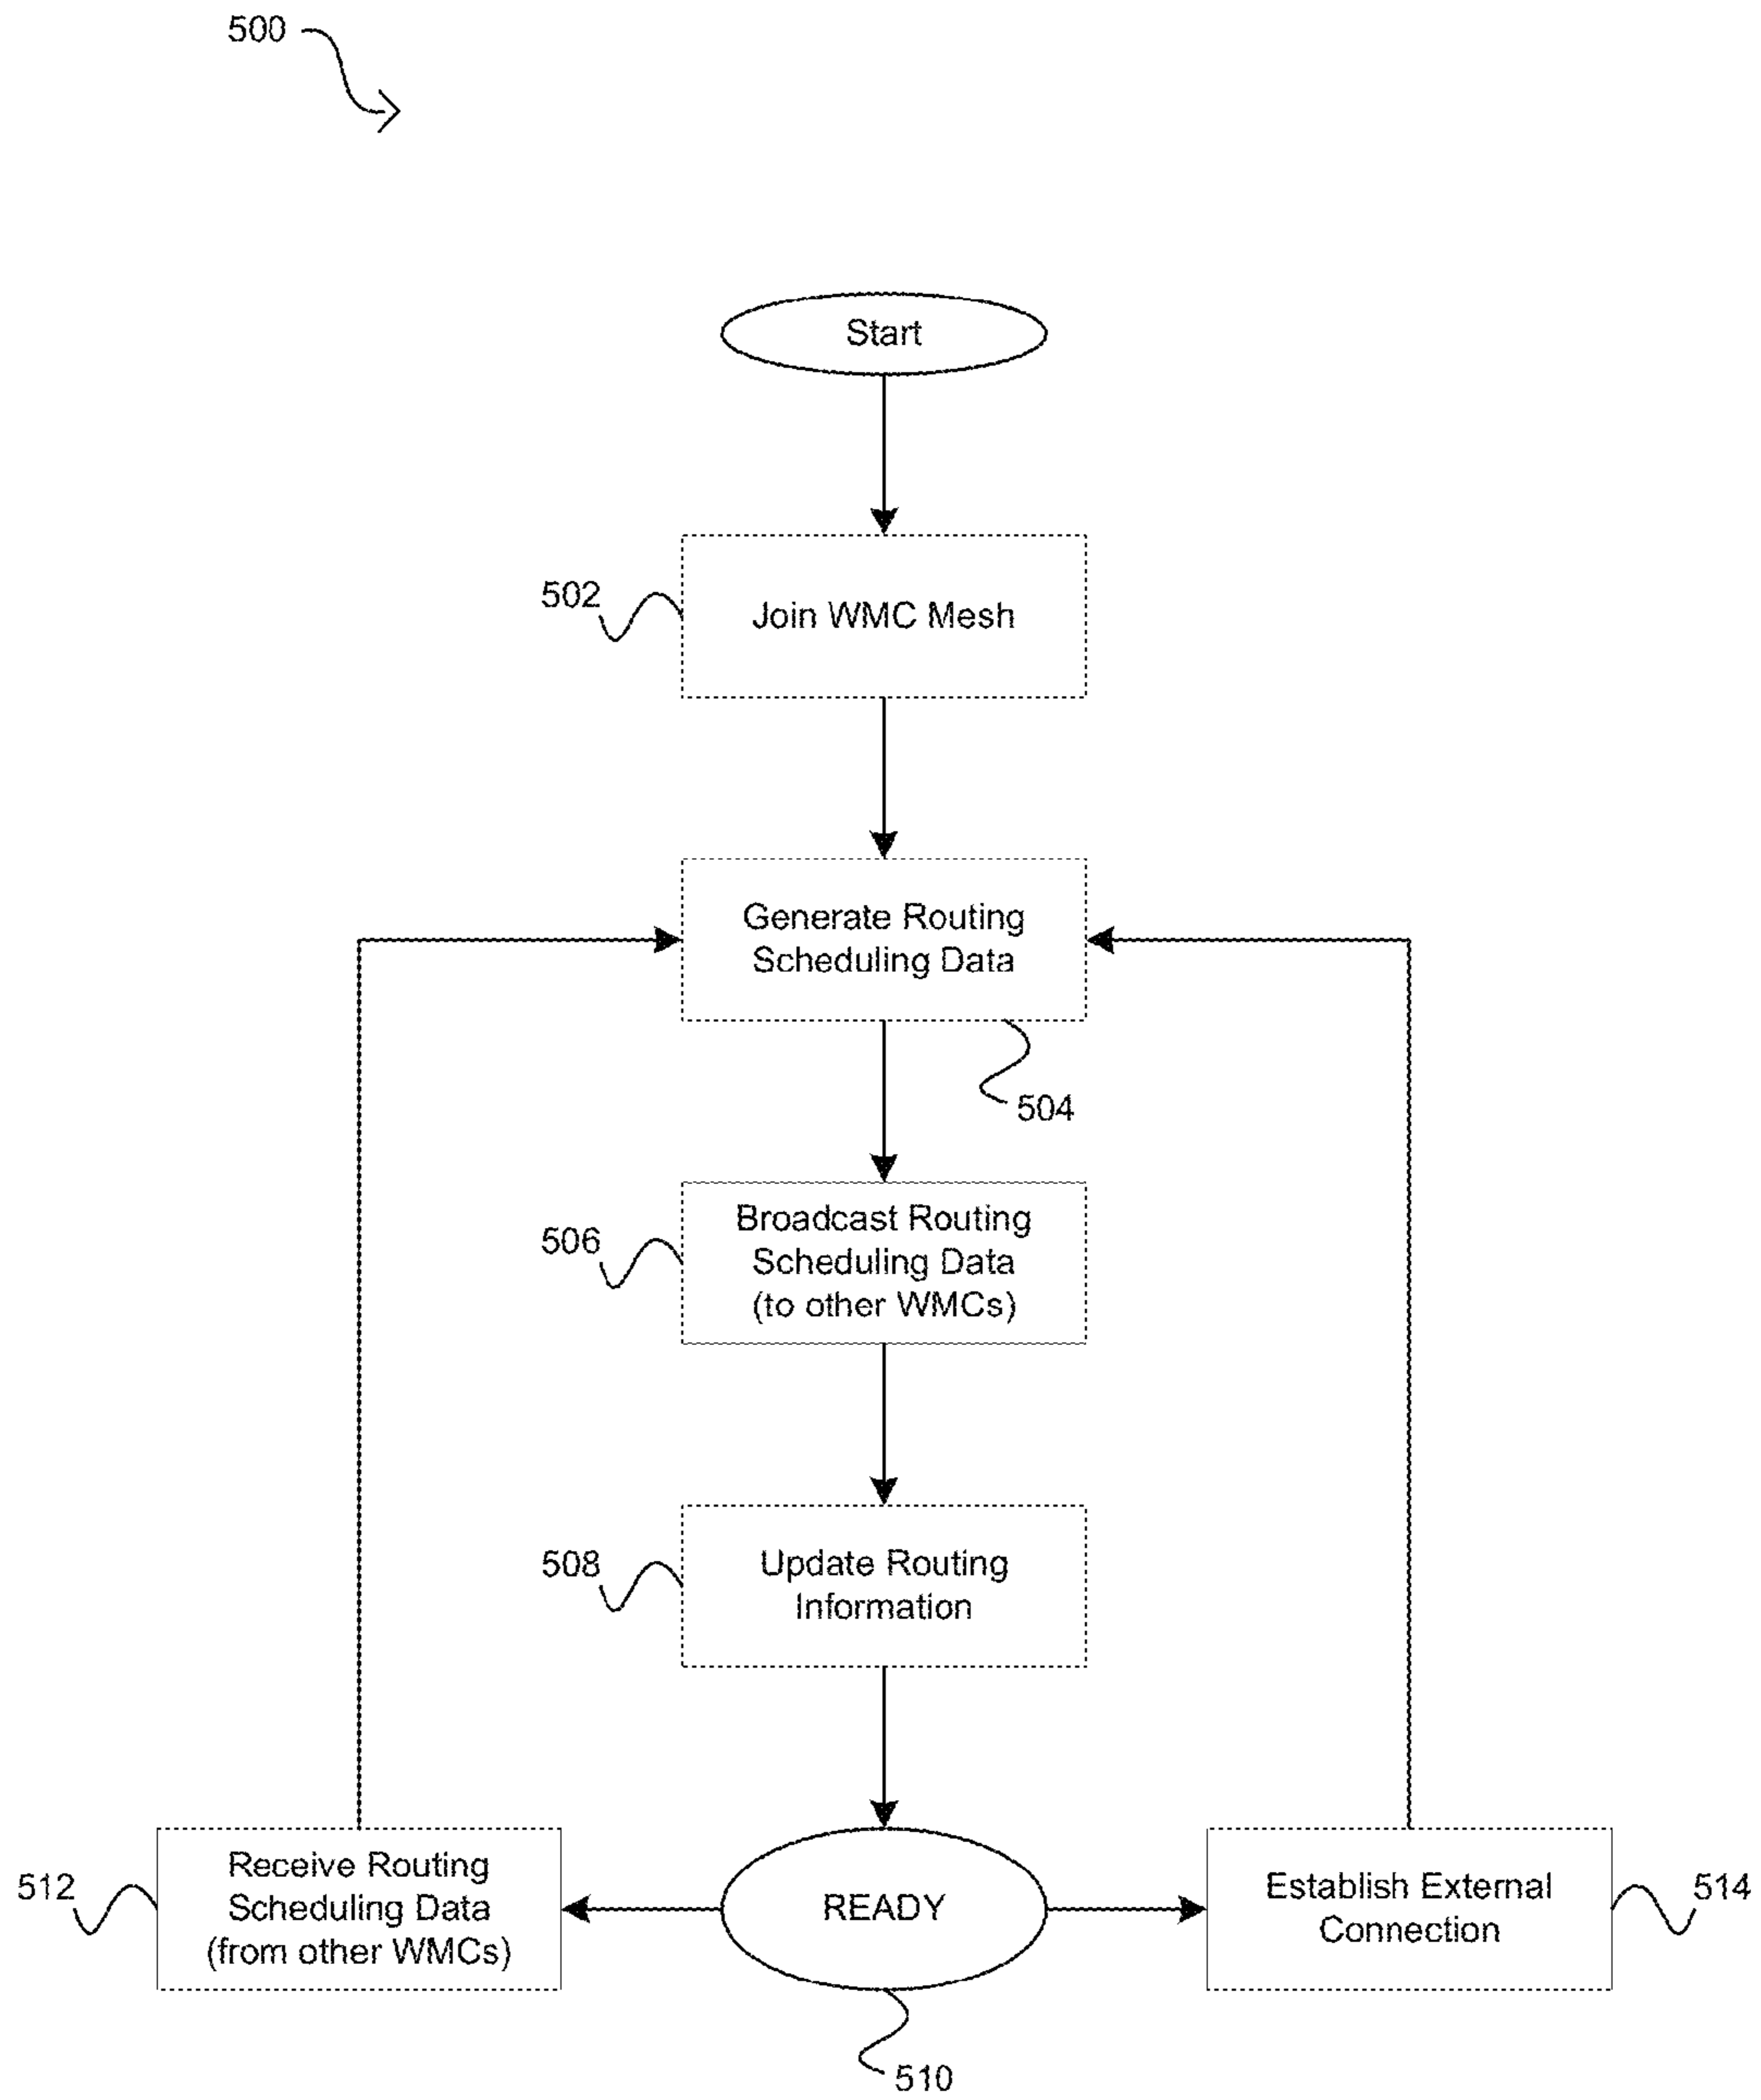 500
Start
502
Join WMC Mesh
Generate Routing
Scheduling Data
504
506
Broadcast Routing
Scheduling Data
(to other WMCs)
508
Update Routing
Information
512
Receive Routing
Scheduling Data
(from other WMCs)
READY
510
Establish External
Connection
514